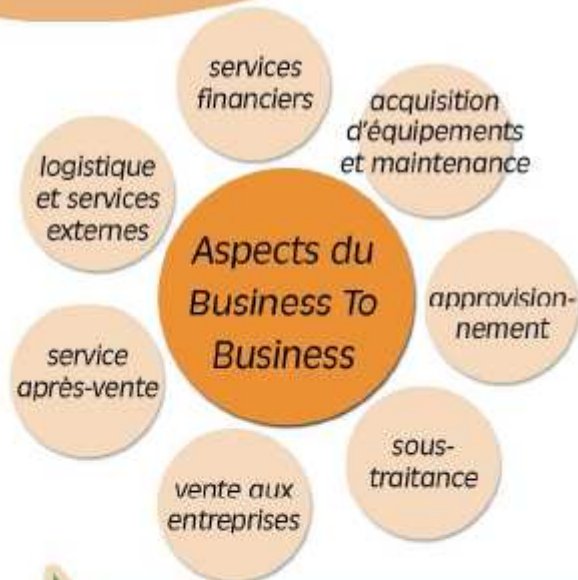 services
financiers
acquisition
d'équipements
et maintenance
logistique
et services
externes
Aspects du
Business To
Business
approvision-
nement
service
après-vente
sous-
traitance
vente aux
entreprises